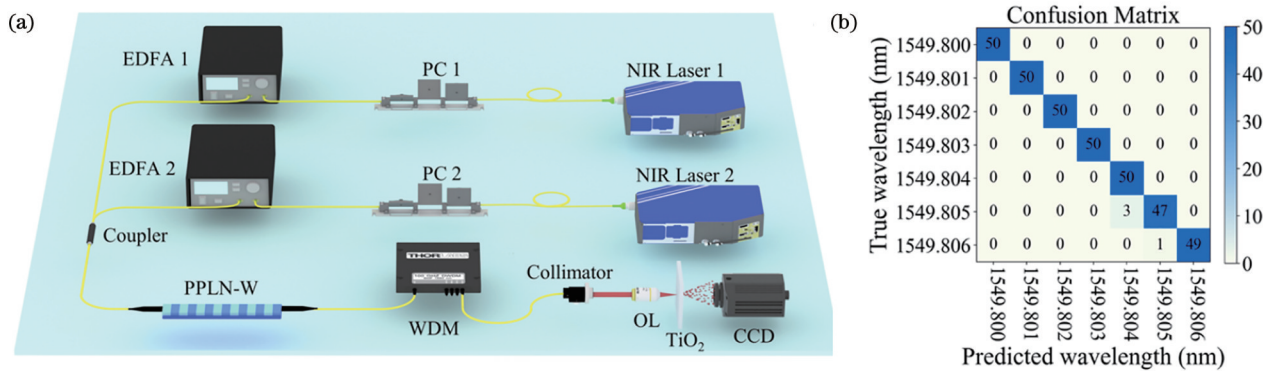 (a)
EDFA 1
PC 1
NIR Laser 1
EDFA 2
PC 2
NIR Laser 2
Coupler
PPLN-W
THORLABS
WDM
Collimator
OL
TiO2
CCD
(b)
Confusion Matrix
True wavelength (nm)
1549.800 50 0 0 0 0 0 0
1549.801 0 50 0 0 0 0 0
1549.802 0 0 50 0 0 0 0
1549.803 0 0 0 50 0 0 0
1549.804 0 0 0 0 50 0 0
1549.805 0 0 0 0 3 47 0
1549.806 0 0 0 0 0 1 49
1549.800 1549.801 1549.802 1549.803 1549.804 1549.805 1549.806
Predicted wavelength (nm)
50
40
30
20
10
0